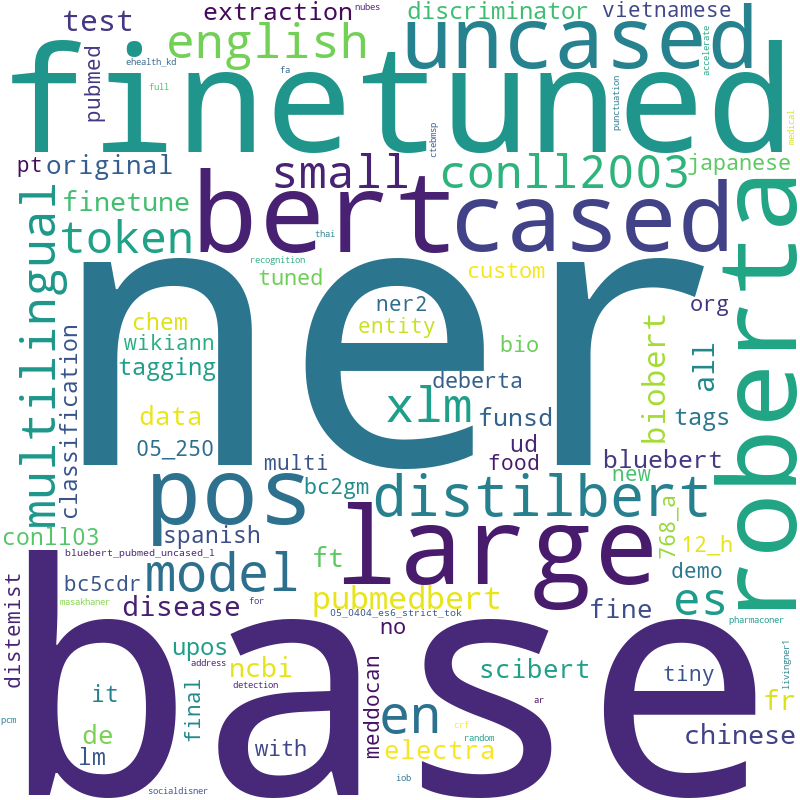 test
extraction
nubes
discriminator
vietnamese
english
uncased
accelerate
pubmed
ehealth_kd
fa
full
finetuned
punctuation
medical
ctebmsp
pt
original
small
conll2003
japanese
finetune
bert
cased
roberta
token
thai
multilingual
recognition
tuned
custom
ner
ner2
org
chem
entity
wikiann
bio
biobert
all
tagging
deberta
classification
data
xlm
funsd
tags
05_250
ud
multi
food
bluebert
new
pos
bc2gm
distilbert
768_a
conll03
spanish
large
12_h
bluebert_pubmed_uncased_1
ft
bc5cdr
model
demo
distemist
masakhaner
disease
for
pubmedbert
fine
es
05_0404_es6_strict_tok
no
pharmaconer
base
upos
address
ncbi
scibert
tiny
livingner1
it
final
detection
meddocan
en
ar
fr
pcm
de
crf
chinese
lm
with
electra
random
iob
socialdisner